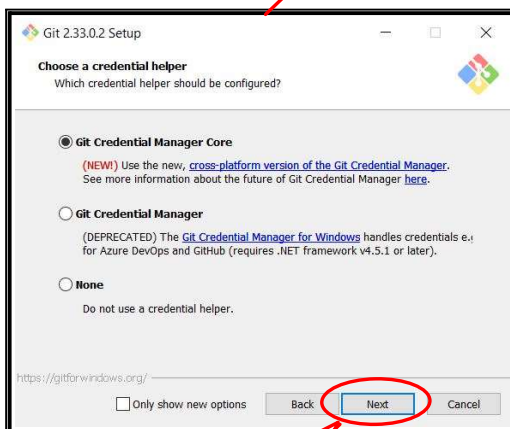 Git 2.33.0.2 Setup
Choose a credential helper
Which credential helper should be configured?
Git Credential Manager Core
(NEW!) Use the new, cross-platform version of the Git Credential Manager.
See more information about the future of Git Credential Manager here.
Git Credential Manager
(DEPRECATED) The Git Credential Manager for Windows handles credentials e.g
for Azure DevOps and GitHub (requires .NET framework v4.5.1 or later).
None
Do not use a credential helper.
https://gitforwindows.org/
Only show new options Back Next Cancel